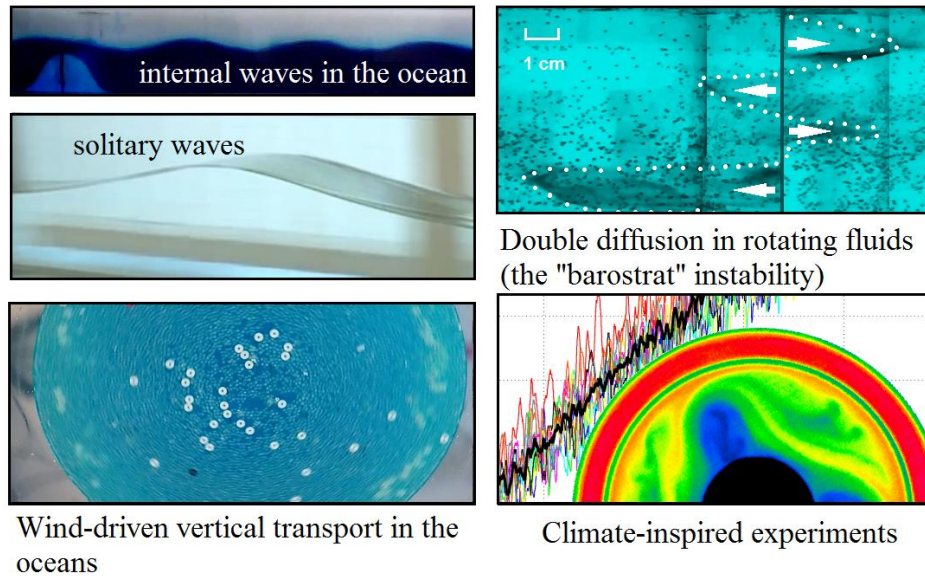 internal waves in the ocean
solitary waves
1 cm
Double diffusion in rotating fluids
(the "barostrat" instability)
Wind-driven vertical transport in the
oceans
Climate-inspired experiments